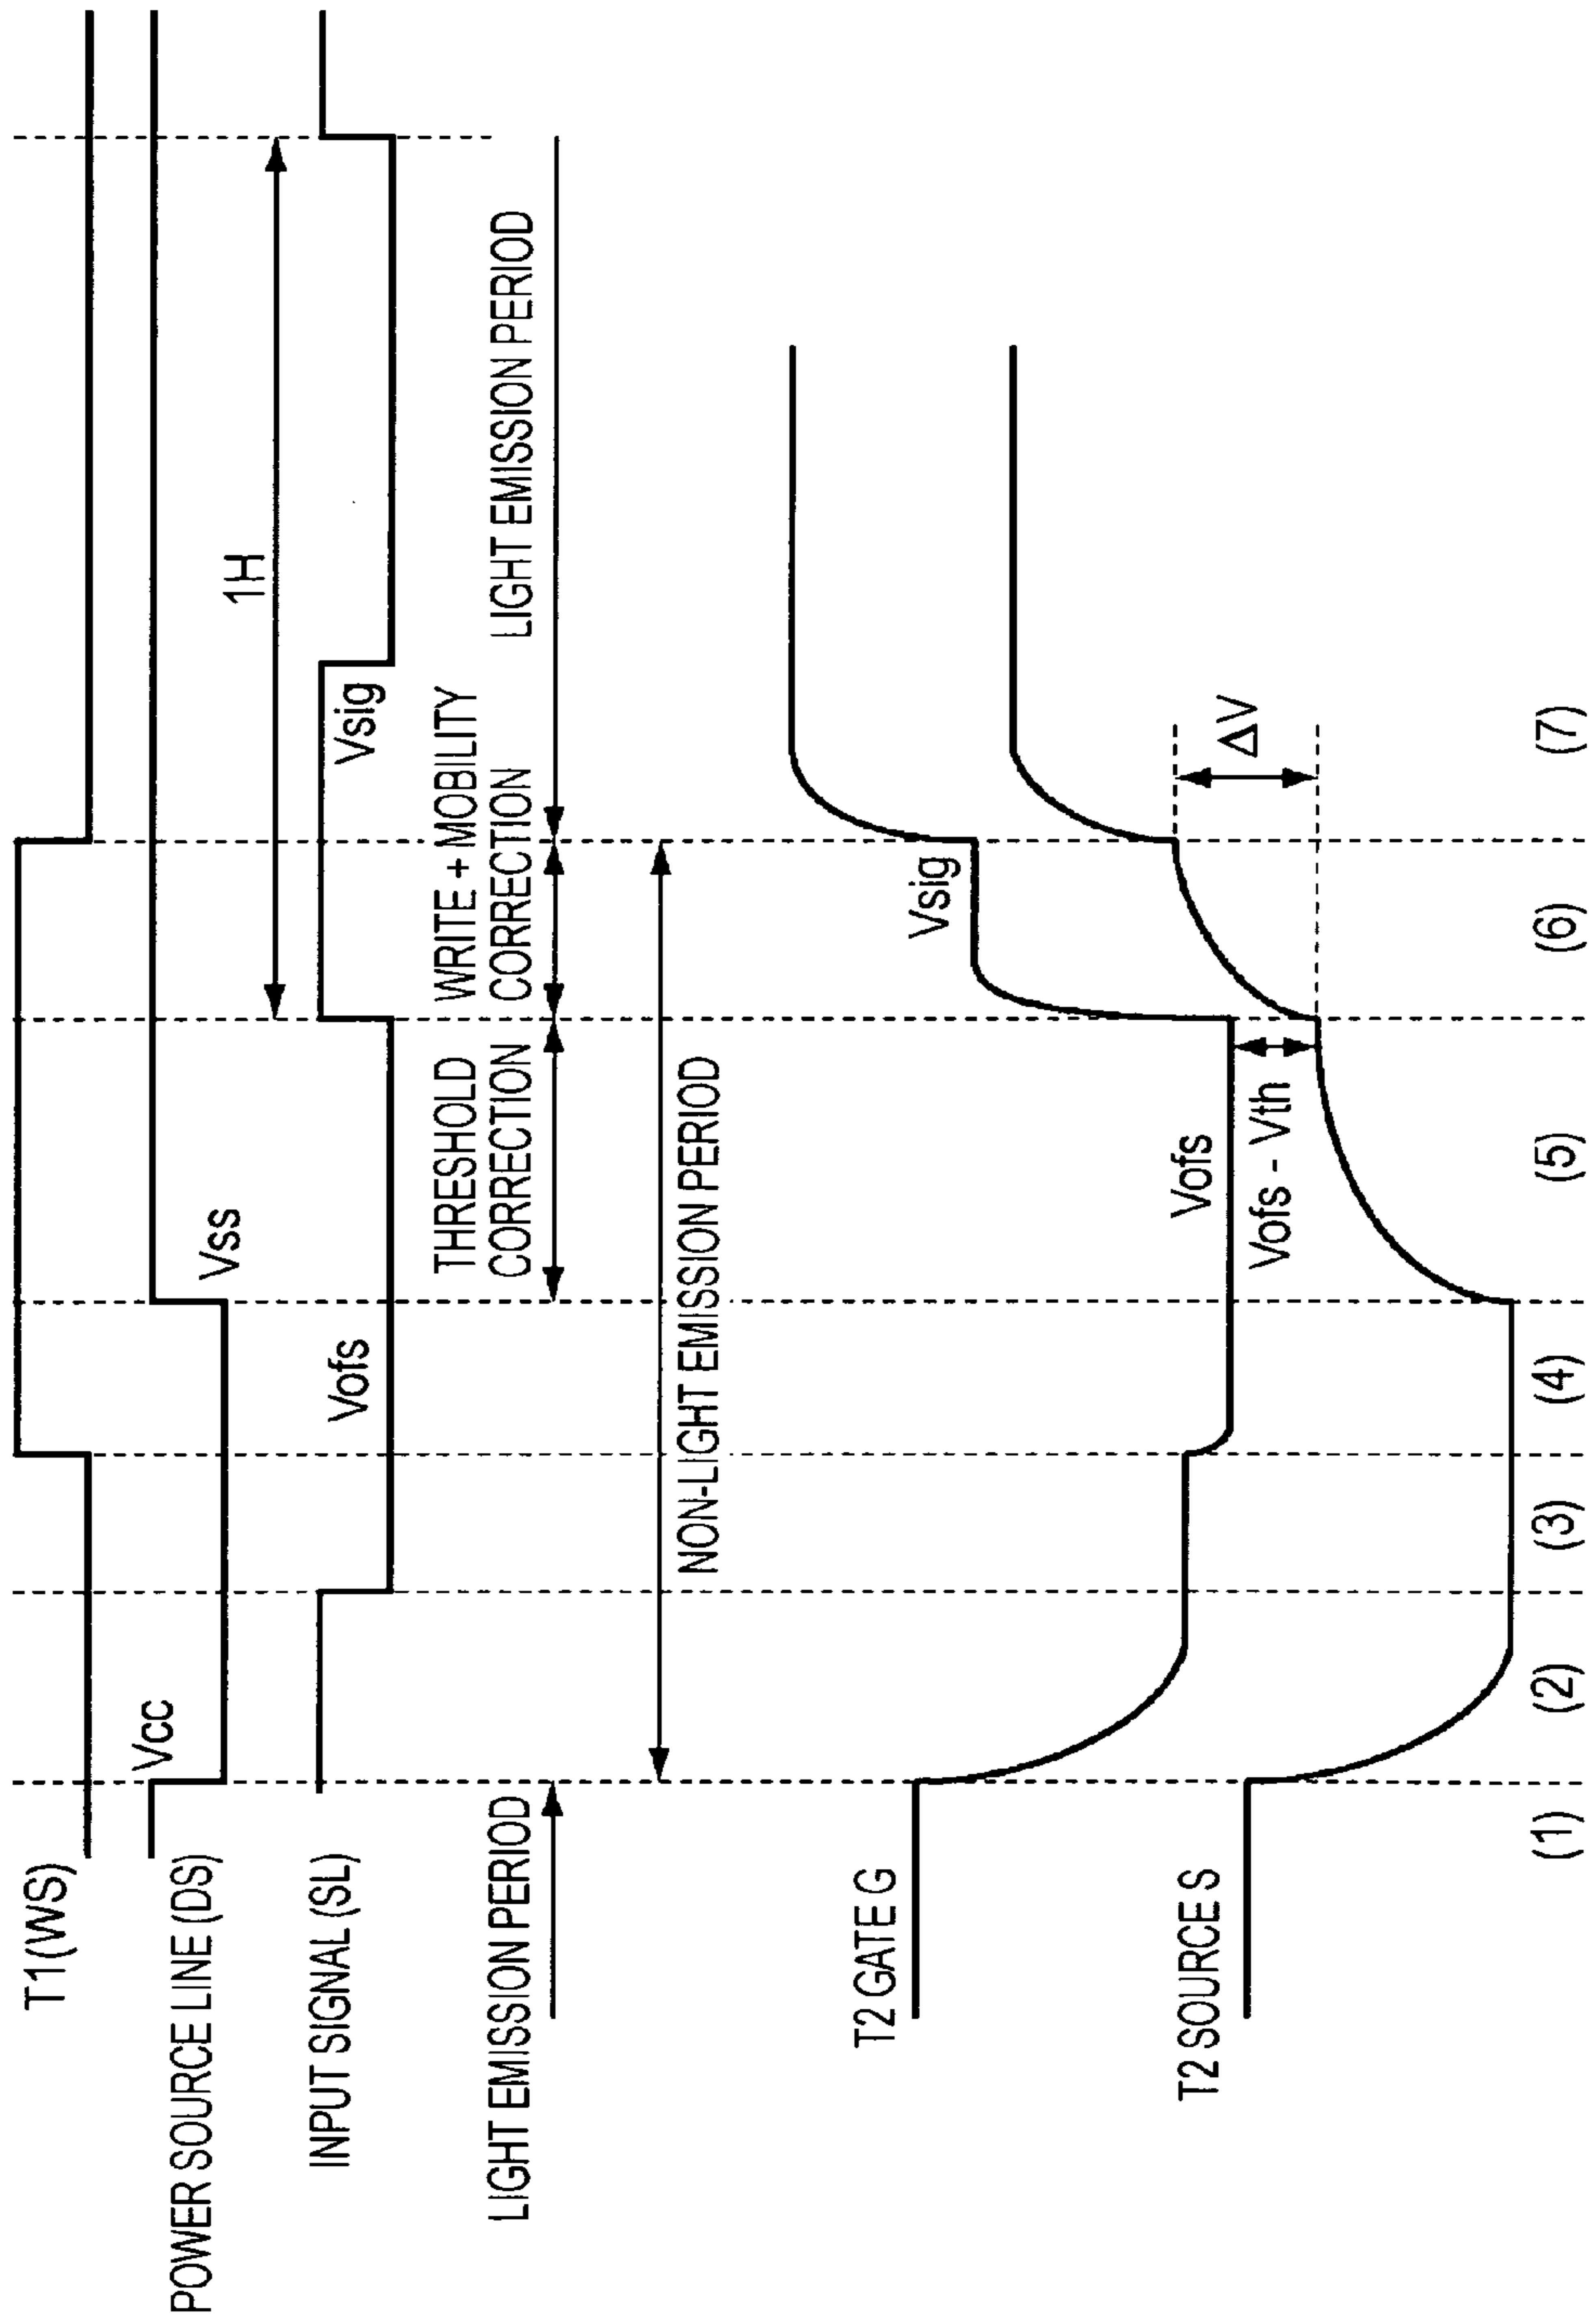 T1(WS)
POWER SOURCE LINE (DS)
Vcc
Vss
1H
INPUT SIGNAL (SL)
Vofs
Vsig
LIGHT EMISSION PERIOD
THRESHOLD
CORRECTION
WRITE + MOBILITY
CORRECTION
LIGHT EMISSION PERIOD
NON-LIGHT EMISSION PERIOD
T2 GATE G
Vofs
Vsig
T2 SOURCE S
Vofs - Vth
ΔV
(1)
(2)
(3)
(4)
(5)
(6)
(7)